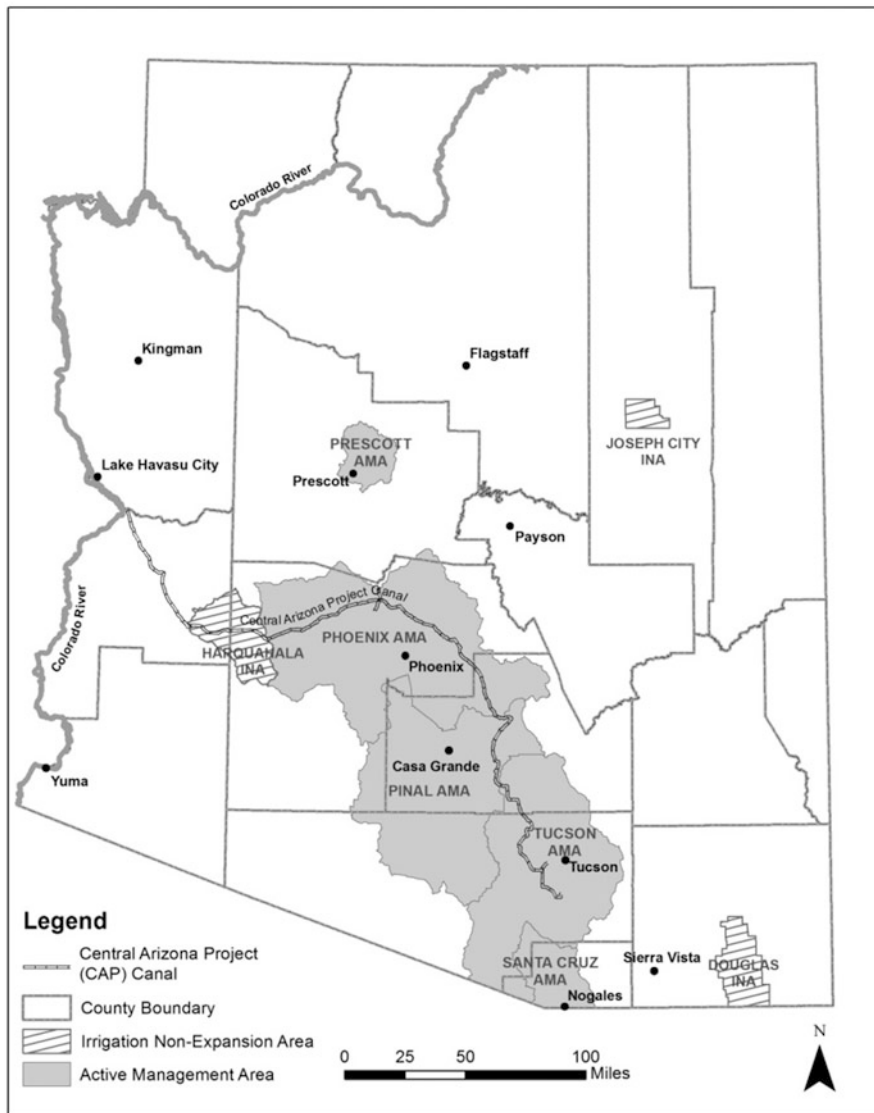 Colorado River
Kingman
Flagstaff
PRESCOTT
AMA
JOSEPH CITY
INA
Lake Havasu City
Prescott
Payson
Colorado River
Central Arizona Project Canal
HARQUAHALA
INA
PHOENIX AMA
Phoenix
Yuma
Casa Grande
PINAL AMA
TUCSON
AMA
Tucson
SANTA CRUZ
AMA
Nogales
Sierra Vista
DOUGLAS
INA
Legend
Central Arizona Project
(CAP) Canal
County Boundary
Irrigation Non-Expansion Area
Active Management Area
0 25 50 100
Miles
N